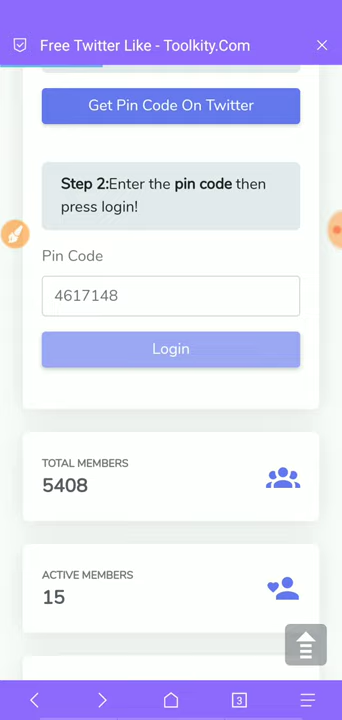 Free Twitter Like - Toolkity.Com
Get Pin Code On Twitter
Step 2:Enter the pin code then
press login!
Pin Code
4617148
Login
TOTAL MEMBERS
5408
ACTIVE MEMBERS
15
3